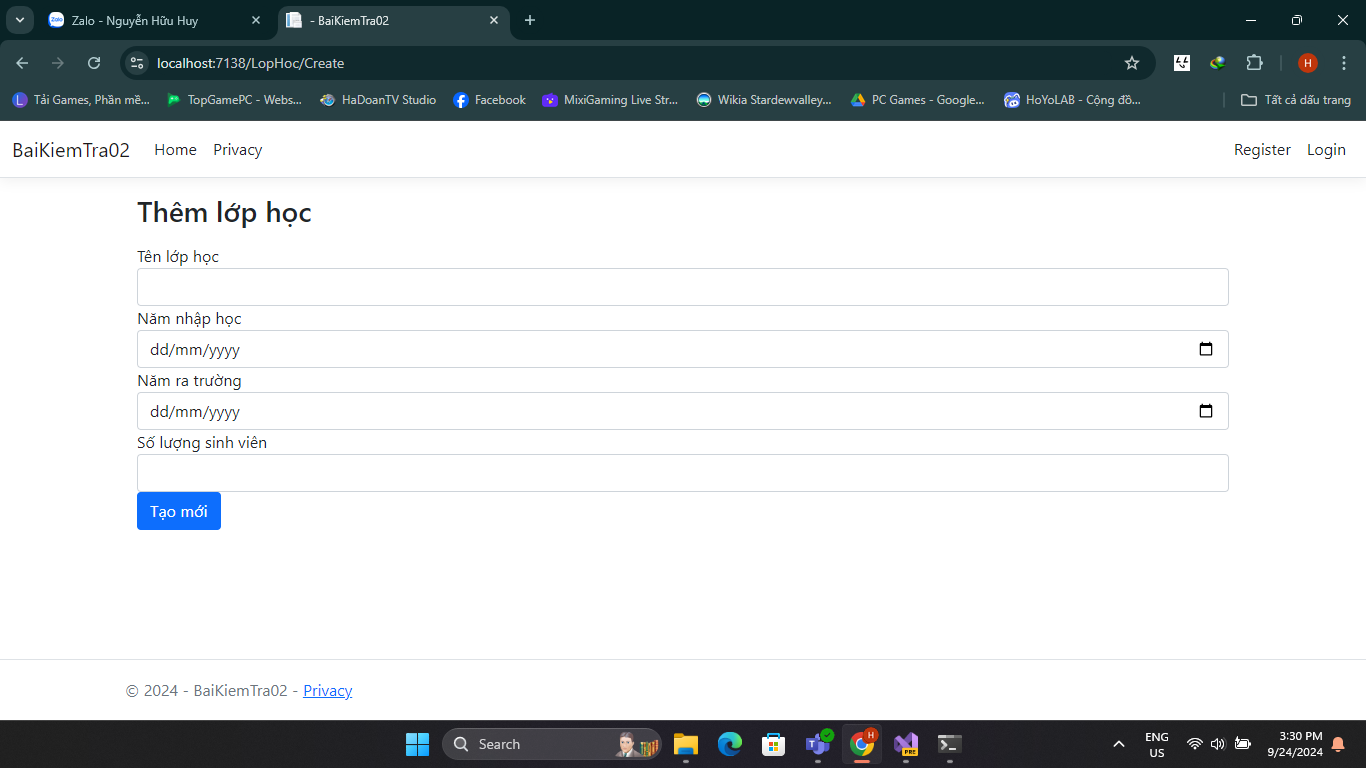 Zalo - Nguyễn Hữu Huy
- BaiKiemTra02
localhost:7138/LopHoc/Create
H
L Tải Games, Phần mề... TopGamePC - Webs... HaDoanTV Studio Facebook MixiGaming Live Str... Wikia Stardewvalley... PC Games - Google... HoYoLAB - Cộng đồ... Tất cả dấu trang
BaiKiemTra02 Home Privacy Register Login
Thêm lớp học
Tên lớp học
Năm nhập học
dd/mm/yyyy
Năm ra trường
dd/mm/yyyy
Số lượng sinh viên
Tạo mới
© 2024 - BaiKiemTra02 - Privacy
Search
H
PRE
ENG
US
3:30 PM
9/24/2024